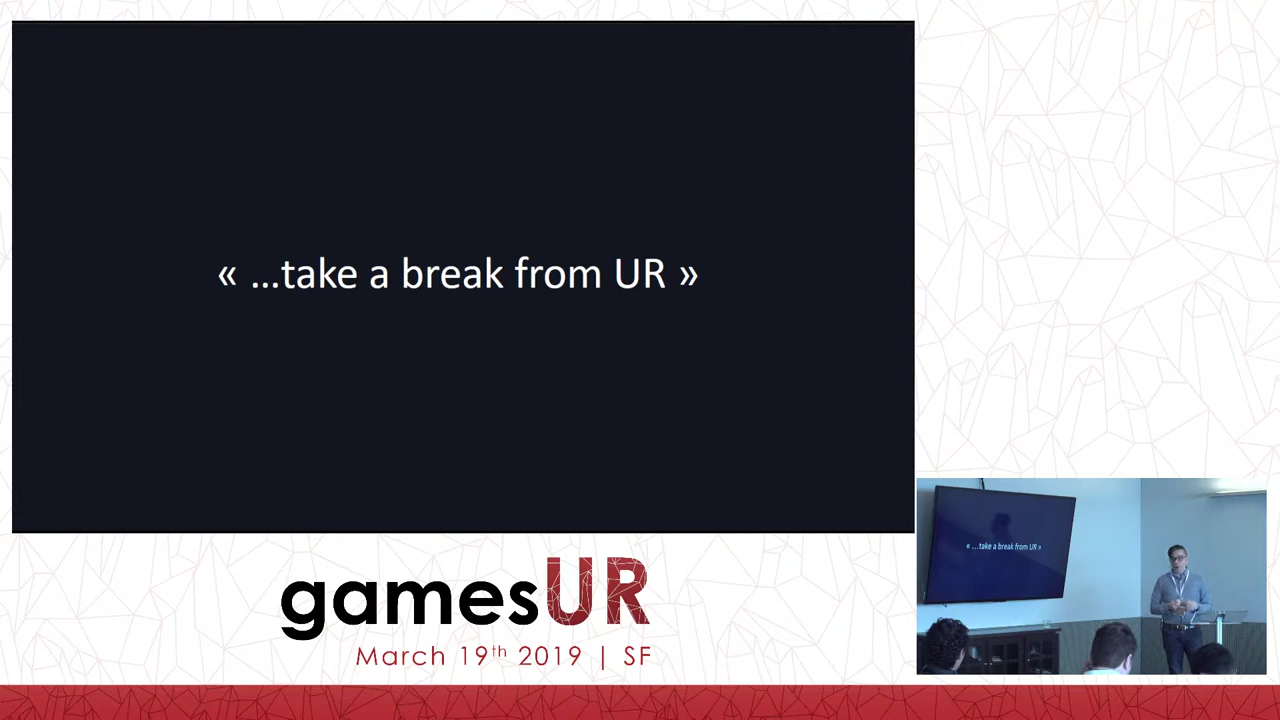 « ...take a break from UR »
gamesUR
March 19th 2019 | SF
« ...take a break from UR »